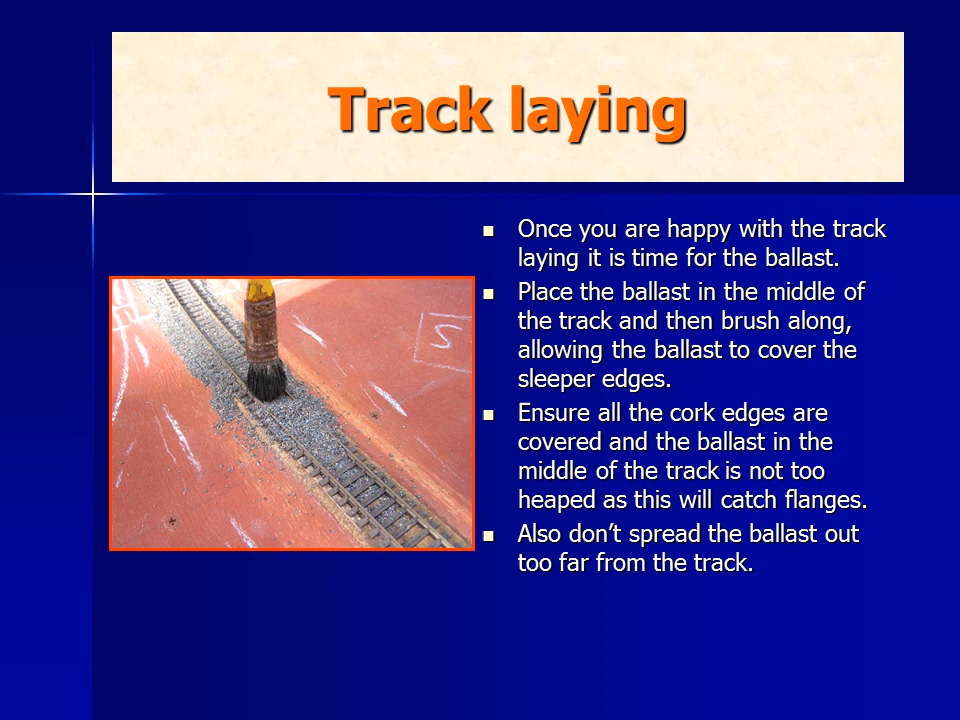 Track laying
Once you are happy with the track
laying it is time for the ballast.
Place the ballast in the middle of
the track and then brush along,
allowing the ballast to cover the
sleeper edges.
Ensure all the cork edges are
covered and the ballast in the
middle of the track is not too
heaped as this will catch flanges.
Also don’t spread the ballast out
too far from the track.